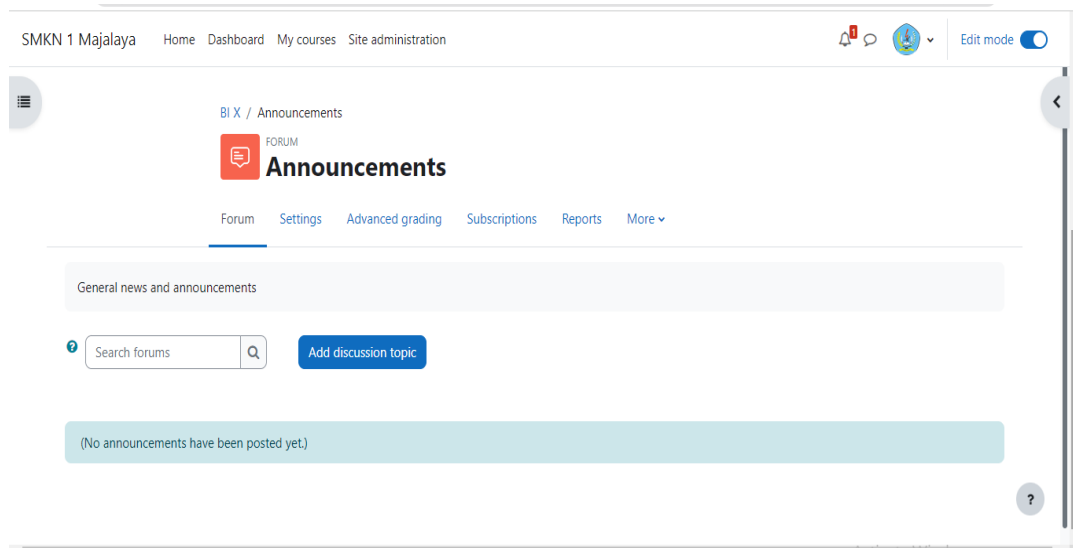 SMKN 1 Majalaya Home Dashboard My courses Site administration 1 Edit mode
BI X / Announcements
FORUM
Announcements
Forum Settings Advanced grading Subscriptions Reports More
General news and announcements
Search forums Add discussion topic
(No announcements have been posted yet.)
?